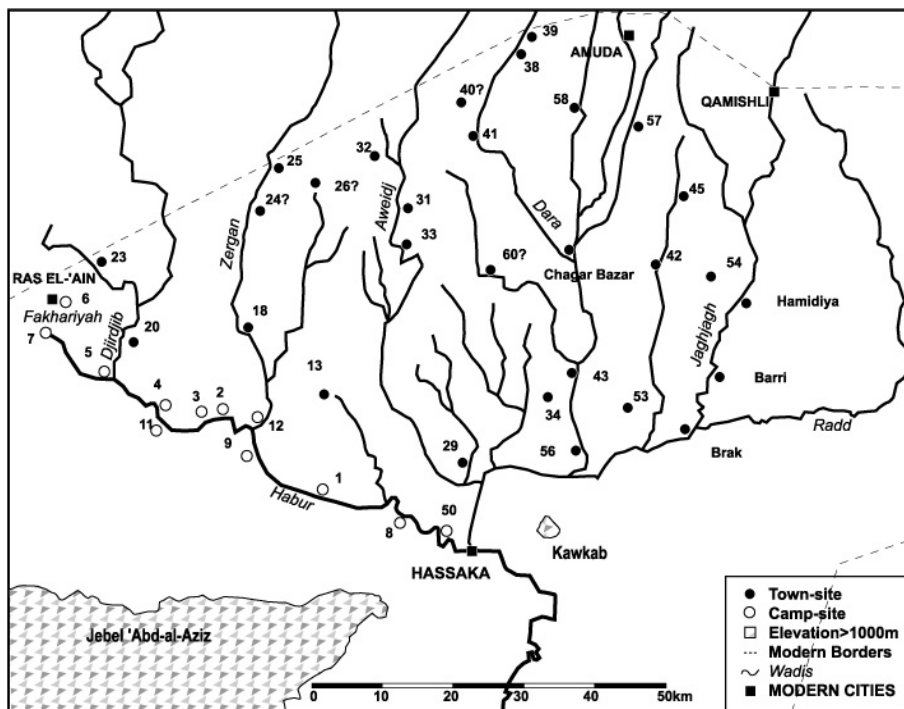 39
AMUDA
38
40?
58
QAMISHLI
41
57
32
25
26?
24?
Aweidj
31
45
Zergan
33
Dara
23
60?
42
54
RAS EL-'AIN
6
Chagar Bazar
Fakhariyah
Hamidiya
7
20
18
Djirdjib
5
Jaghjagh
13
43
Barri
4
3
2
34
53
12
11
Radd
9
29
56
Brak
1
Habur
8
50
Kawkab
HASSAKA
Jebel 'Abd-al-Aziz
Town-site
Camp-site
Elevation>1000m
Modern Borders
Wadis
MODERN CITIES
0 10 20 30 40 50km